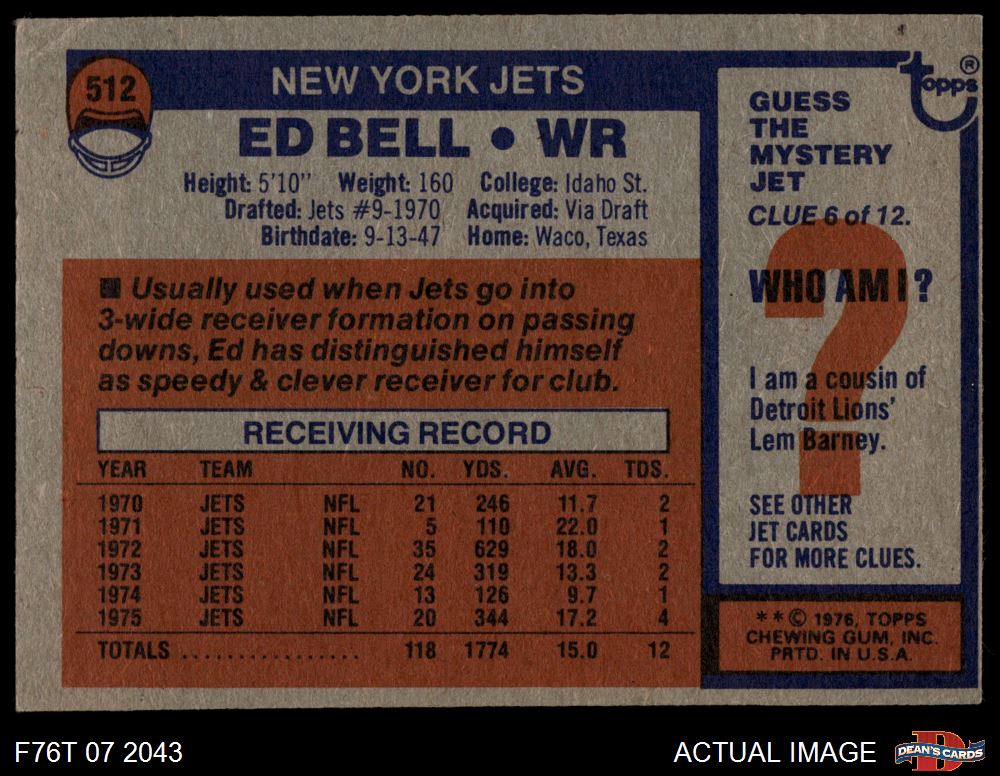 512
NEW YORK JETS
ED BELL • WR
Height: 5'10" Weight: 160 College: Idaho St.
Drafted: Jets #9-1970 Acquired: Via Draft
Birthdate: 9-13-47 Home: Waco, Texas
■ Usually used when Jets go into
3-wide receiver formation on passing
downs, Ed has distinguished himself
as speedy & clever receiver for club.
RECEIVING RECORD
YEAR TEAM NO. YDS. AVG. TDS.
1970 JETS NFL 21 246 11.7 2
1971 JETS NFL 5 110 22.0 1
1972 JETS NFL 35 629 18.0 2
1973 JETS NFL 24 319 13.3 2
1974 JETS NFL 13 126 9.7 1
1975 JETS NFL 20 344 17.2 4
TOTALS ................ 118 1774 15.0 12
topps ®
GUESS
THE
MYSTERY
JET
CLUE 6 of 12.
?
WHO AM I ?
I am a cousin of
Detroit Lions'
Lem Barney.
SEE OTHER
JET CARDS
FOR MORE CLUES.
* * © 1976, TOPPS
CHEWING GUM, INC.
PRTD. IN U.S.A.
F76T 07 2043
ACTUAL IMAGE
D
DEAN'S CARDS